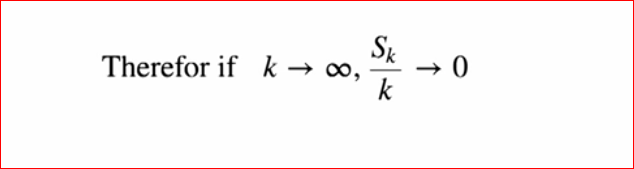 Therefor if k → ∞, S_k/k → 0